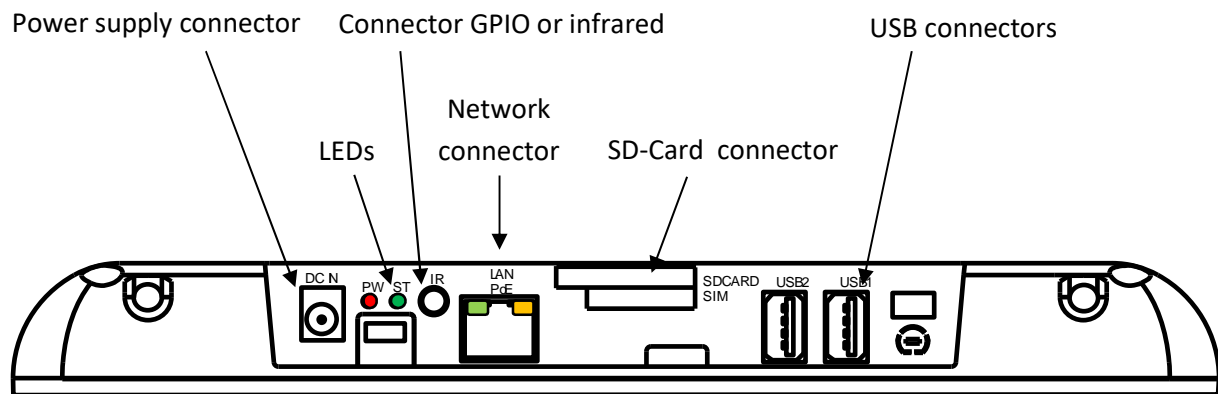 Power supply connector
Connector GPIO or infrared
USB connectors
Network
connector
LEDs
SD-Card connector
DC N
PW ST
IR
LAN
PoE
SDCARD
SIM
USB2
USB1